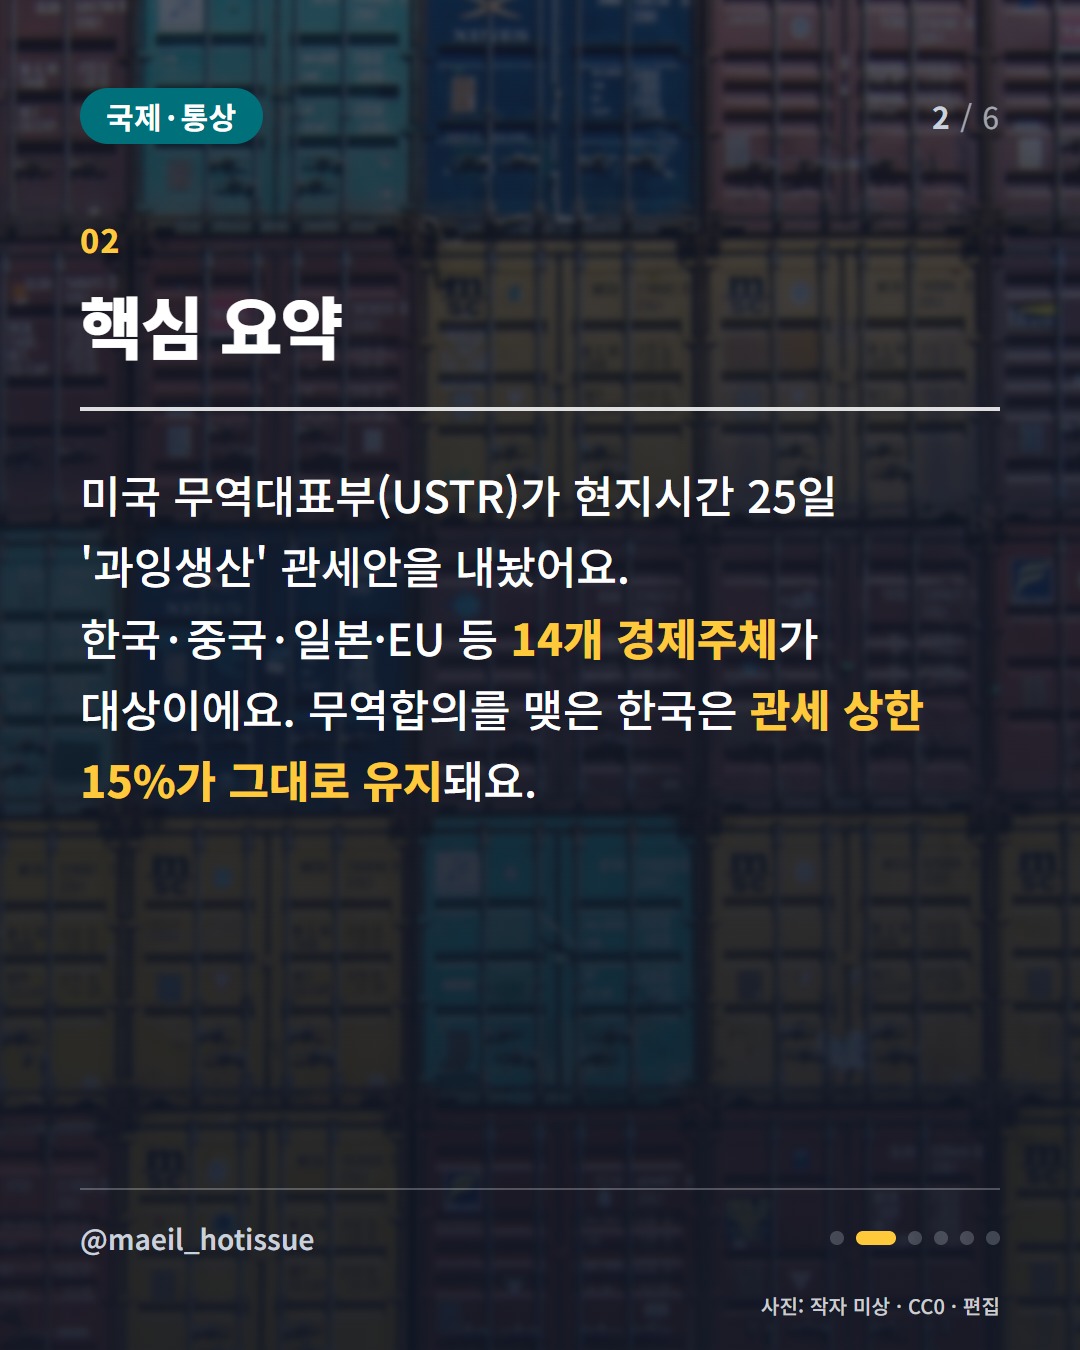 국제·통상
2 / 6
02
핵심 요약
미국 무역대표부(USTR)가 현지시간 25일
'과잉생산' 관세안을 내놨어요.
한국·중국·일본·EU 등 14개 경제주체가
대상이에요. 무역합의를 맺은 한국은 관세 상한
15%가 그대로 유지돼요.
@maeil_hotissue
사진: 작자 미상 · CC0 · 편집